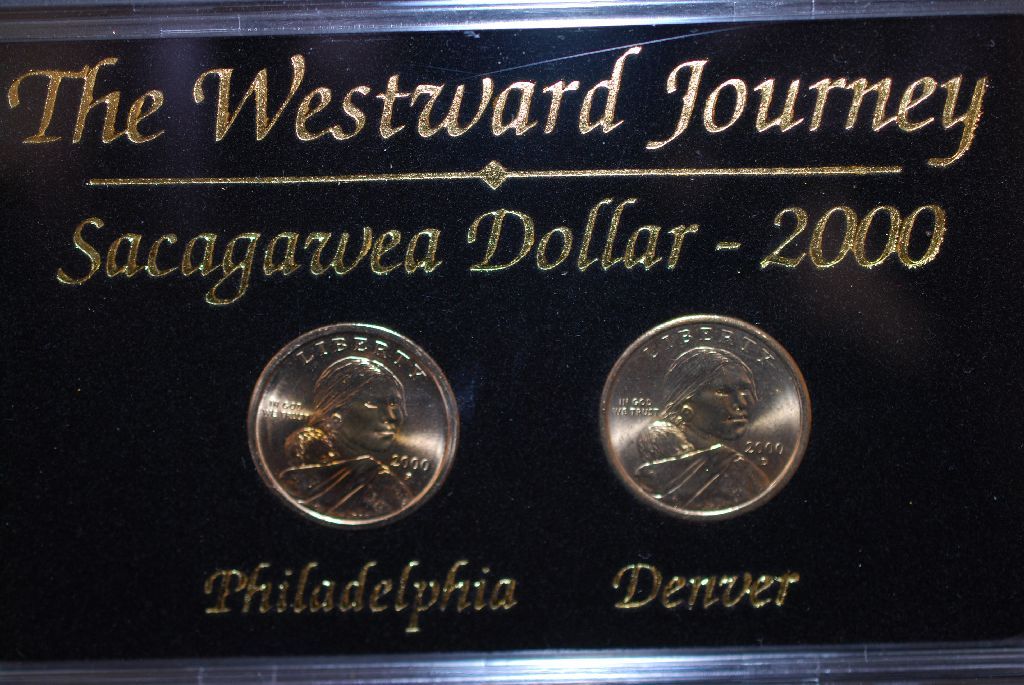 The Westward Journey
Sacagawea Dollar - 2000
LIBERTY
IN GOD
WE TRUST
2000
P
LIBERTY
IN GOD
WE TRUST
2000
D
Philadelphia
Denver